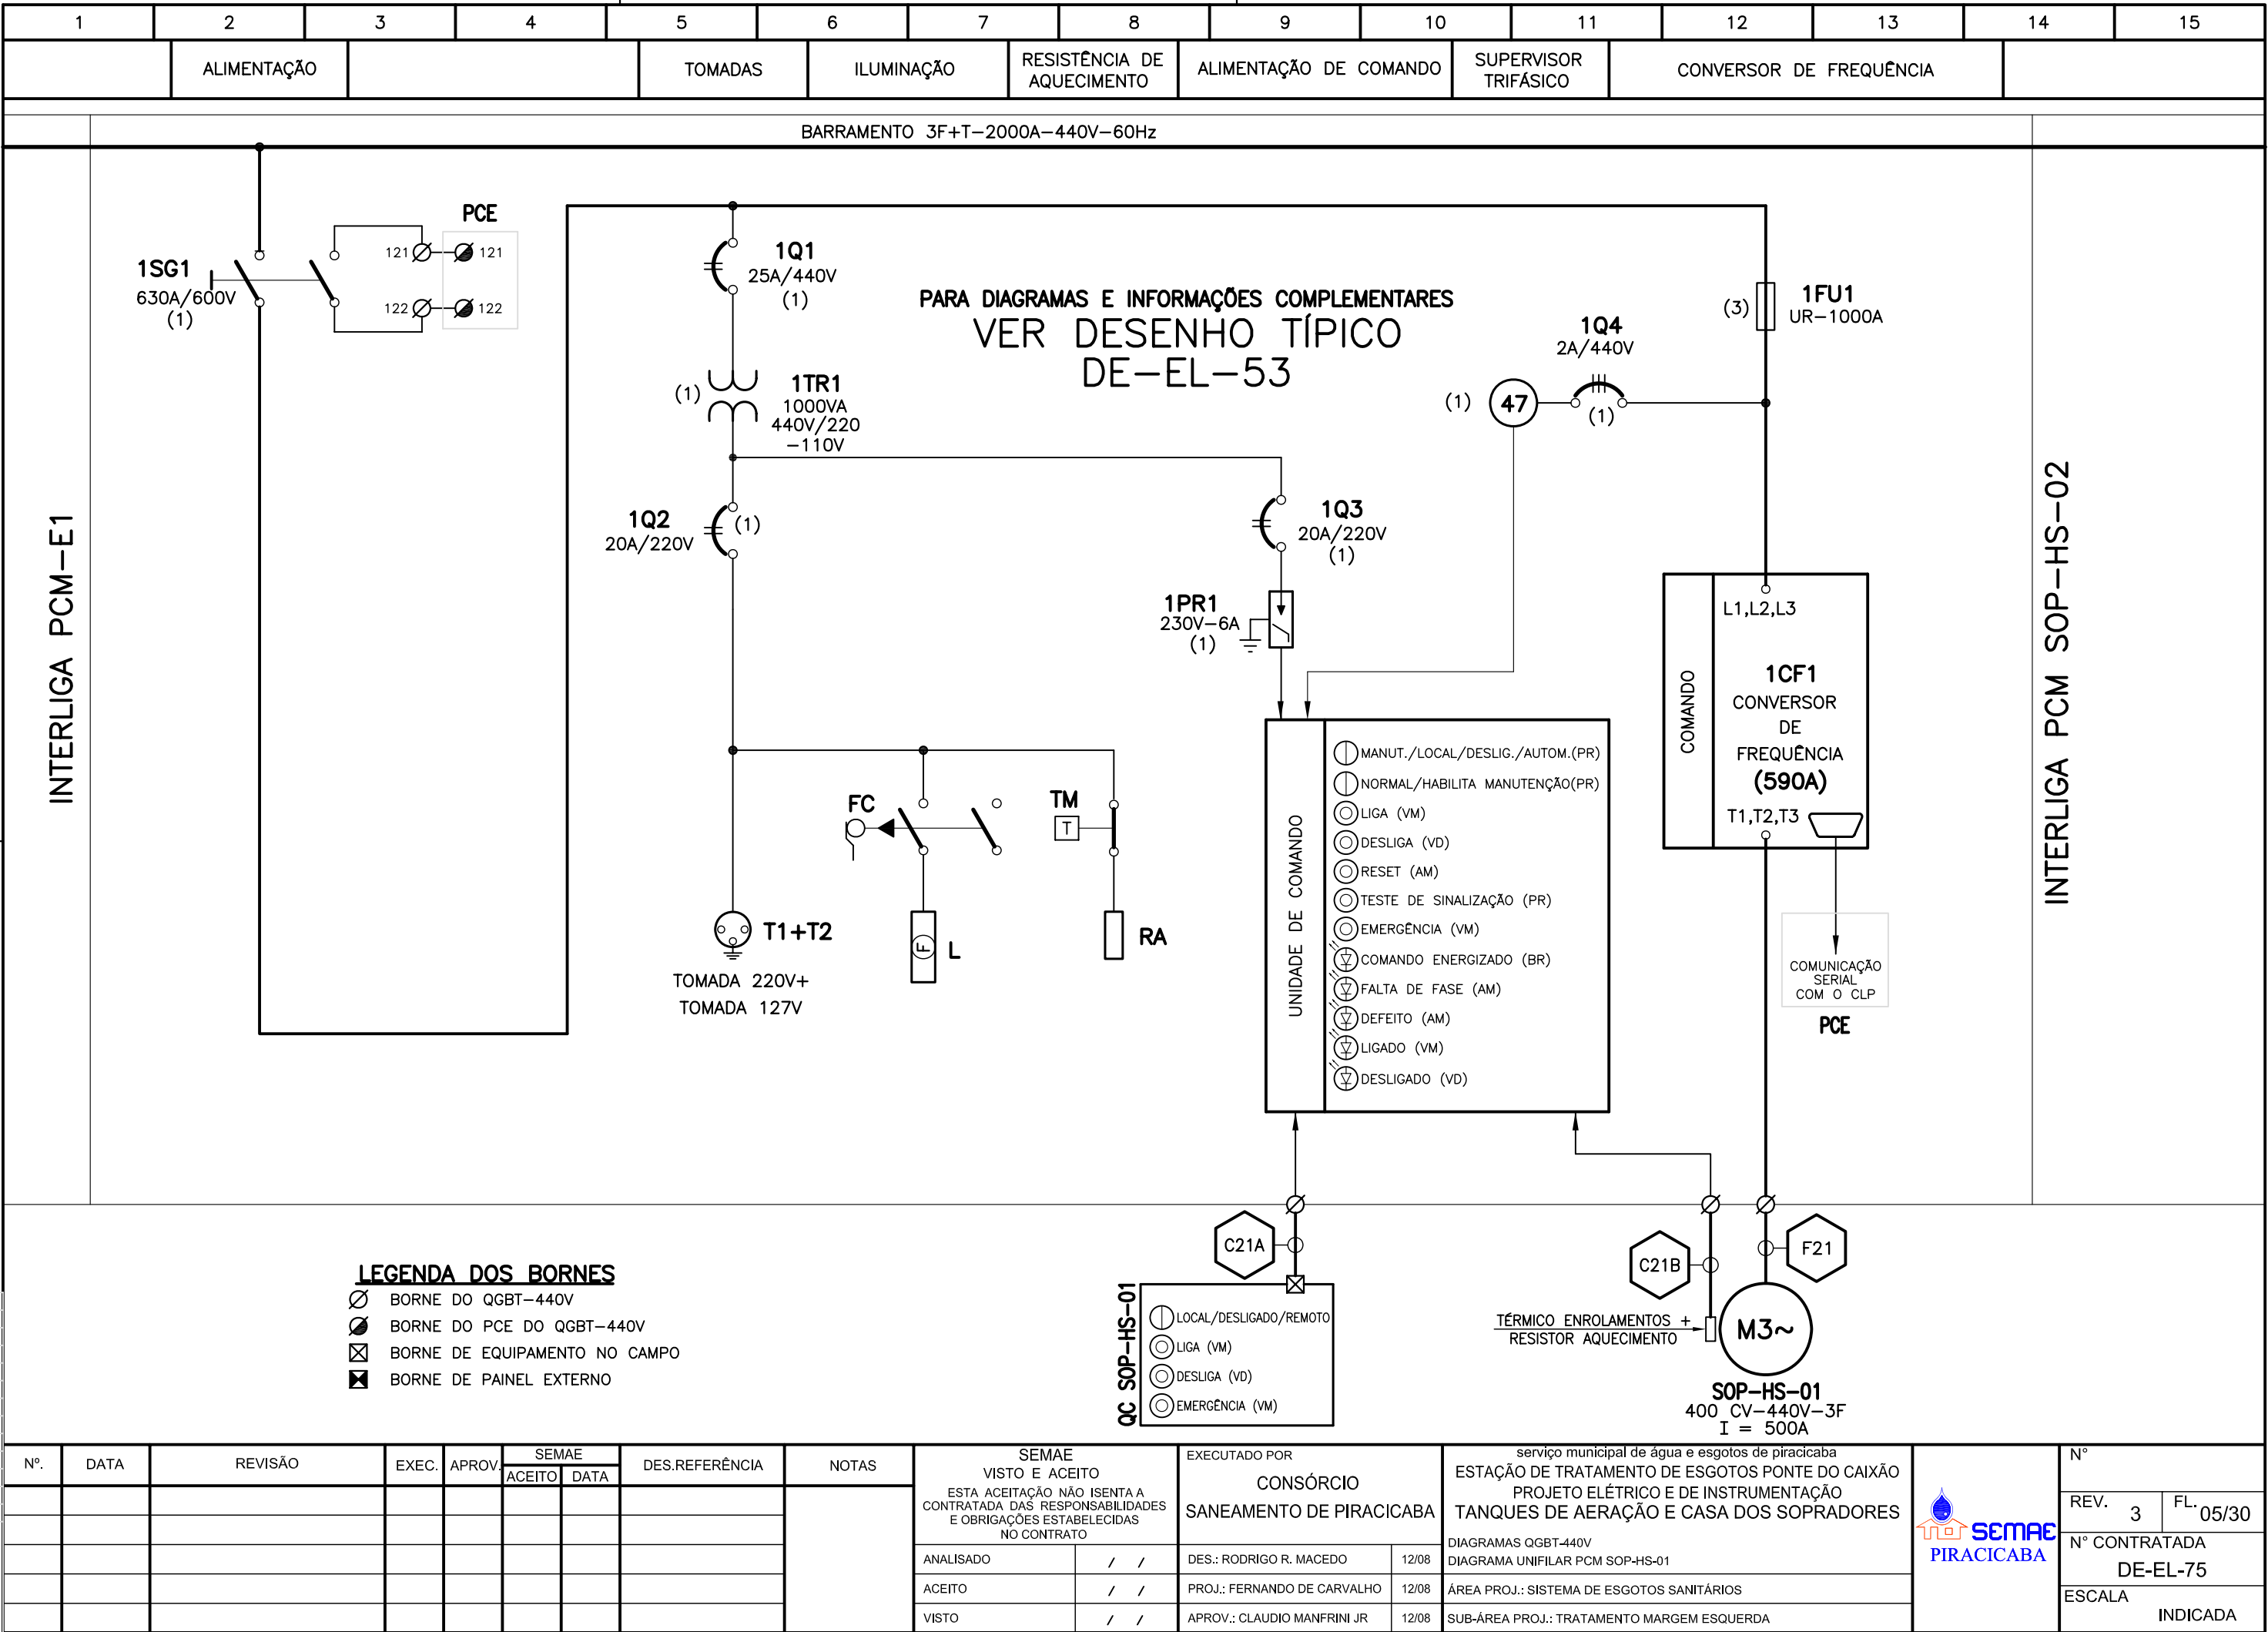 1 2 3 4 5 6 7 8 9 10 11 12 13 14 15
ALIMENTAÇÃO
TOMADAS
ILUMINAÇÃO
RESISTÊNCIA DE
AQUECIMENTO
ALIMENTAÇÃO DE COMANDO
SUPERVISOR
TRIFÁSICO
CONVERSOR DE FREQUÊNCIA
BARRAMENTO 3F+T-2000A-440V-60Hz
INTERLIGA PCM-E1
1SG1
630A/600V
(1)
PCE
121
121
122
122
1Q1
25A/440V
(1)
PARA DIAGRAMAS E INFORMAÇÕES COMPLEMENTARES
VER DESENHO TÍPICO
DE-EL-53
(1)
1TR1
1000VA
440V/220
-110V
1Q2
20A/220V
(1)
1Q3
20A/220V
(1)
1PR1
230V-6A
(1)
(1)
47
1Q4
2A/440V
(1)
(3)
1FU1
UR-1000A
COMANDO
L1,L2,L3
1CF1
CONVERSOR
DE
FREQUÊNCIA
(590A)
T1,T2,T3
COMUNICAÇÃO
SERIAL
COM O CLP
PCE
INTERLIGA PCM SOP-HS-02
FC
TM
T
T1+T2
TOMADA 220V+
TOMADA 127V
F
L
RA
UNIDADE DE COMANDO
MANUT./LOCAL/DESLIG./AUTOM.(PR)
NORMAL/HABILITA MANUTENÇÃO(PR)
LIGA (VM)
DESLIGA (VD)
RESET (AM)
TESTE DE SINALIZAÇÃO (PR)
EMERGÊNCIA (VM)
COMANDO ENERGIZADO (BR)
FALTA DE FASE (AM)
DEFEITO (AM)
LIGADO (VM)
DESLIGADO (VD)
C21A
C21B
F21
QC SOP-HS-01
LOCAL/DESLIGADO/REMOTO
LIGA (VM)
DESLIGA (VD)
EMERGÊNCIA (VM)
TÉRMICO ENROLAMENTOS +
RESISTOR AQUECIMENTO
M3~
SOP-HS-01
400 CV-440V-3F
I = 500A
LEGENDA DOS BORNES
BORNE DO QGBT-440V
BORNE DO PCE DO QGBT-440V
BORNE DE EQUIPAMENTO NO CAMPO
BORNE DE PAINEL EXTERNO
Nº. DATA REVISÃO EXEC. APROV. SEMAE ACEITO DATA DES.REFERÊNCIA NOTAS
SEMAE
VISTO E ACEITO
ESTA ACEITAÇÃO NÃO ISENTA A
CONTRATADA DAS RESPONSABILIDADES
E OBRIGAÇÕES ESTABELECIDAS
NO CONTRATO
ANALISADO / /
ACEITO / /
VISTO / /
EXECUTADO POR
CONSÓRCIO
SANEAMENTO DE PIRACICABA
DES.: RODRIGO R. MACEDO 12/08
PROJ.: FERNANDO DE CARVALHO 12/08
APROV.: CLAUDIO MANFRINI JR 12/08
serviço municipal de água e esgotos de piracicaba
ESTAÇÃO DE TRATAMENTO DE ESGOTOS PONTE DO CAIXÃO
PROJETO ELÉTRICO E DE INSTRUMENTAÇÃO
TANQUES DE AERAÇÃO E CASA DOS SOPRADORES
DIAGRAMAS QGBT-440V
DIAGRAMA UNIFILAR PCM SOP-HS-01
ÁREA PROJ.: SISTEMA DE ESGOTOS SANITÁRIOS
SUB-ÁREA PROJ.: TRATAMENTO MARGEM ESQUERDA
SEMAE
PIRACICABA
N°
REV. 3
FL. 05/30
N° CONTRATADA
DE-EL-75
ESCALA
INDICADA